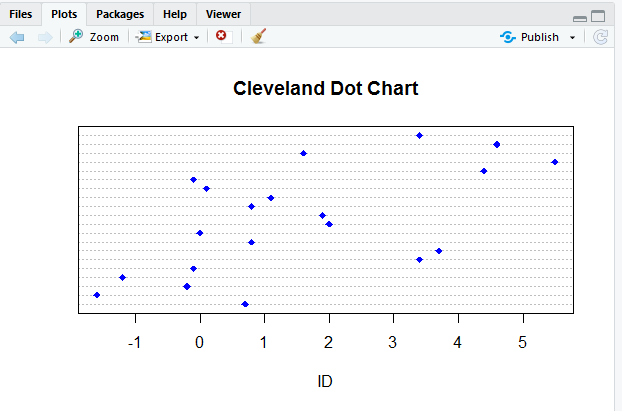 Files Plots Packages Help Viewer
Zoom Export Publish
Cleveland Dot Chart
-1 0 1 2 3 4 5
ID